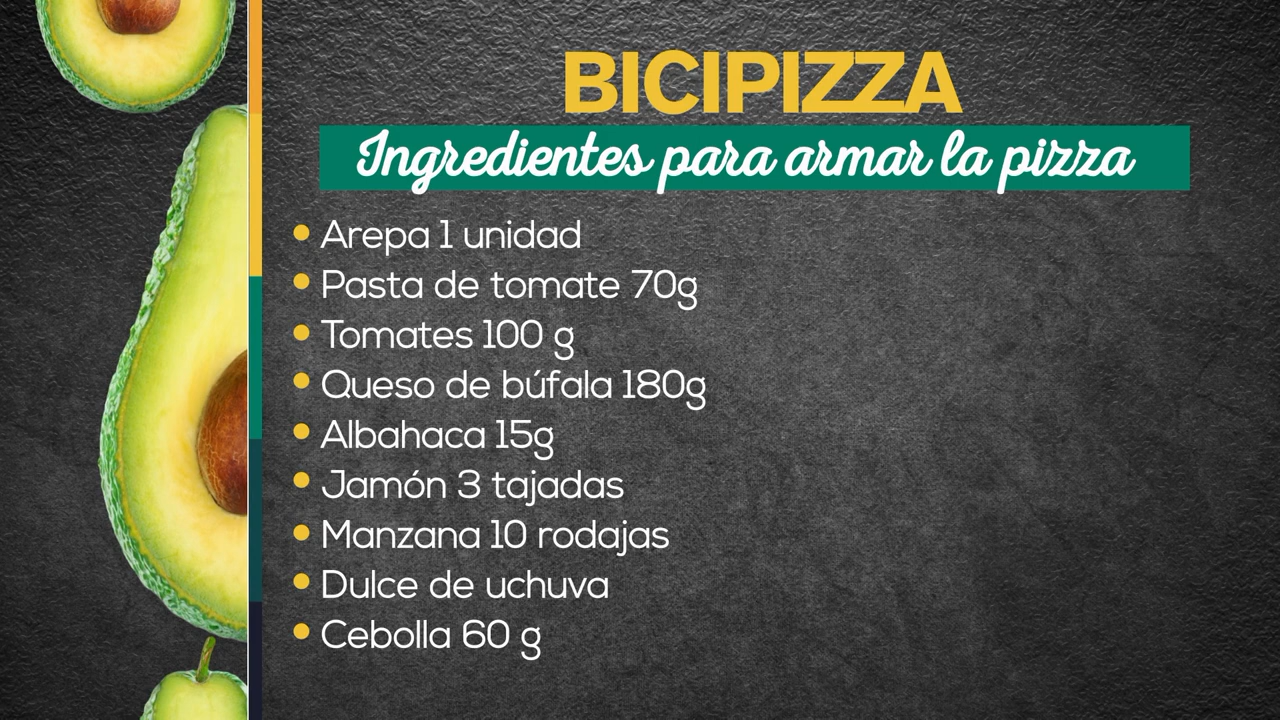 BICIPIZZA
Ingredientes para armar la pizza
Arepa 1 unidad
Pasta de tomate 70g
Tomates 100 g
Queso de búfala 180g
Albahaca 15g
Jamón 3 tajadas
Manzana 10 rodajas
Dulce de uchuva
Cebolla 60 g